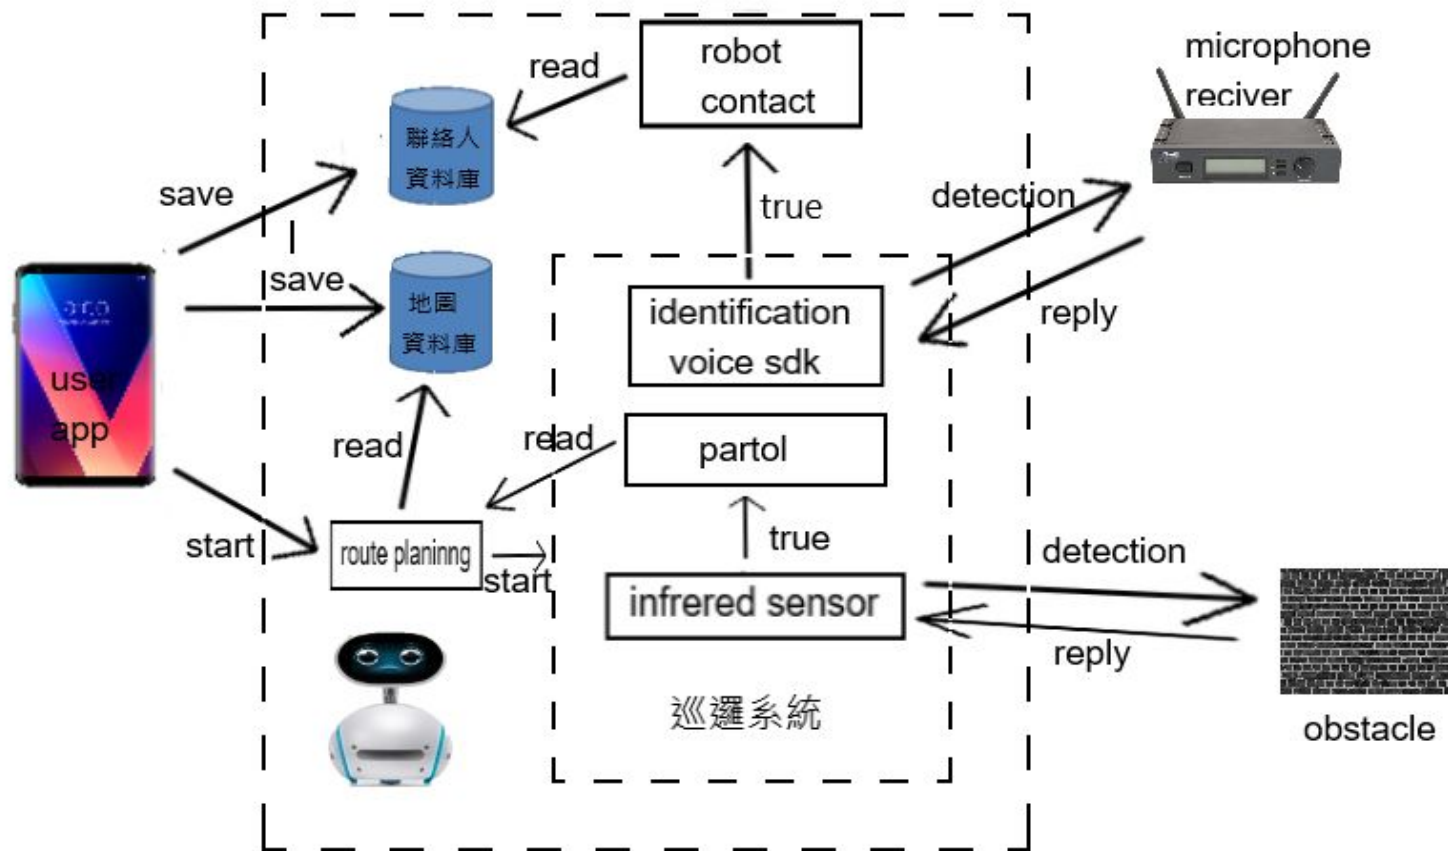 robot
contact
read
microphone
reciver
聯絡人
資料庫
save
true
detection
save
地圖
資料庫
identification
voice sdk
reply
user
app
read
read
partol
start
route planinng
start
true
detection
infrered sensor
reply
巡邏系統
obstacle